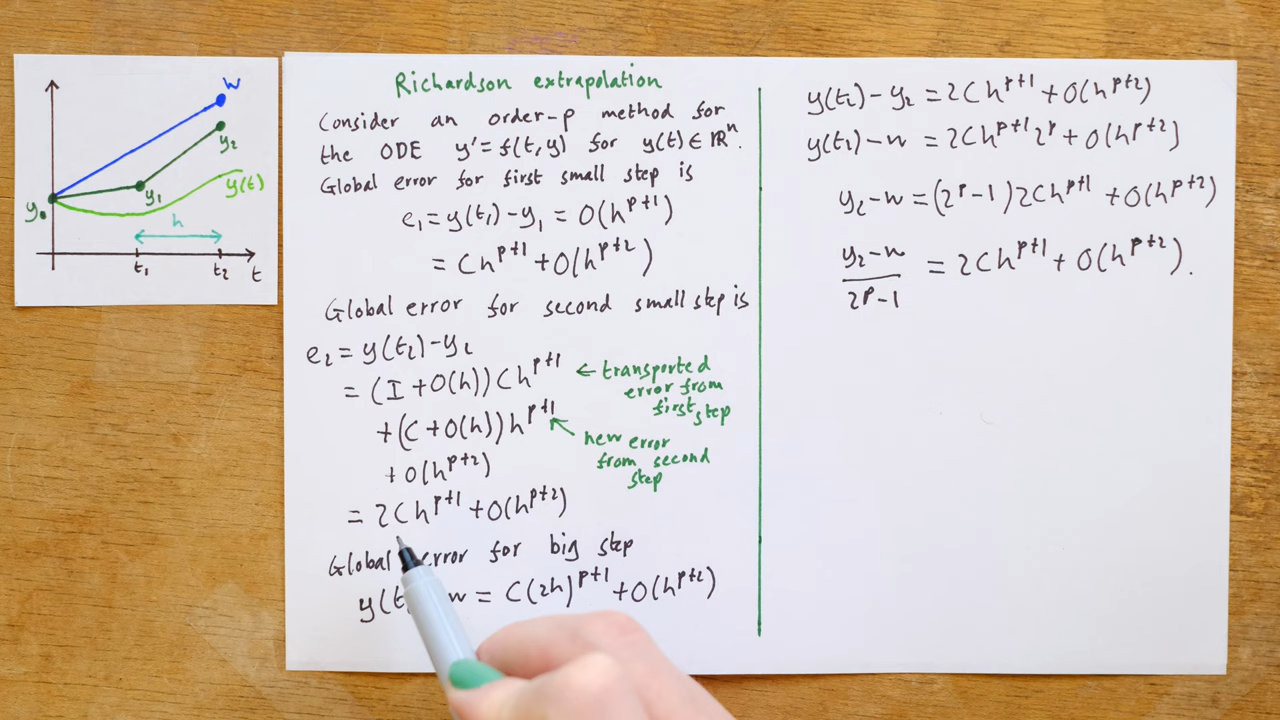 w
y₂
y₁
y(t)
y₀
h
t₁ t₂ t
Richardson extrapolation
Consider an order-p method for
the ODE y' = f(t,y) for y(t) ∈ ℝⁿ.
Global error for first small step is
e₁ = y(t₁) - y₁ = O(h^{p+1})
= Ch^{p+1} + O(h^{p+2})
Global error for second small step is
e₂ = y(t₂) - y₂
= (I + O(h)) Ch^{p+1} ← transported
error from
first step
+ (C + O(h)) h^{p+1}
new error
from second
step
+ O(h^{p+2})
= 2Ch^{p+1} + O(h^{p+2})
Global error for big step
y(t w = C(2h)^{p+1} + O(h^{p+2})
y(t₂) - y₂ = 2Ch^{p+1} + O(h^{p+2})
y(t₂) - w = 2Ch^{p+1} 2^p + O(h^{p+2})
y₂ - w = (2^p - 1) 2Ch^{p+1} + O(h^{p+2})
y₂ - w
= 2Ch^{p+1} + O(h^{p+2}).
2^p - 1